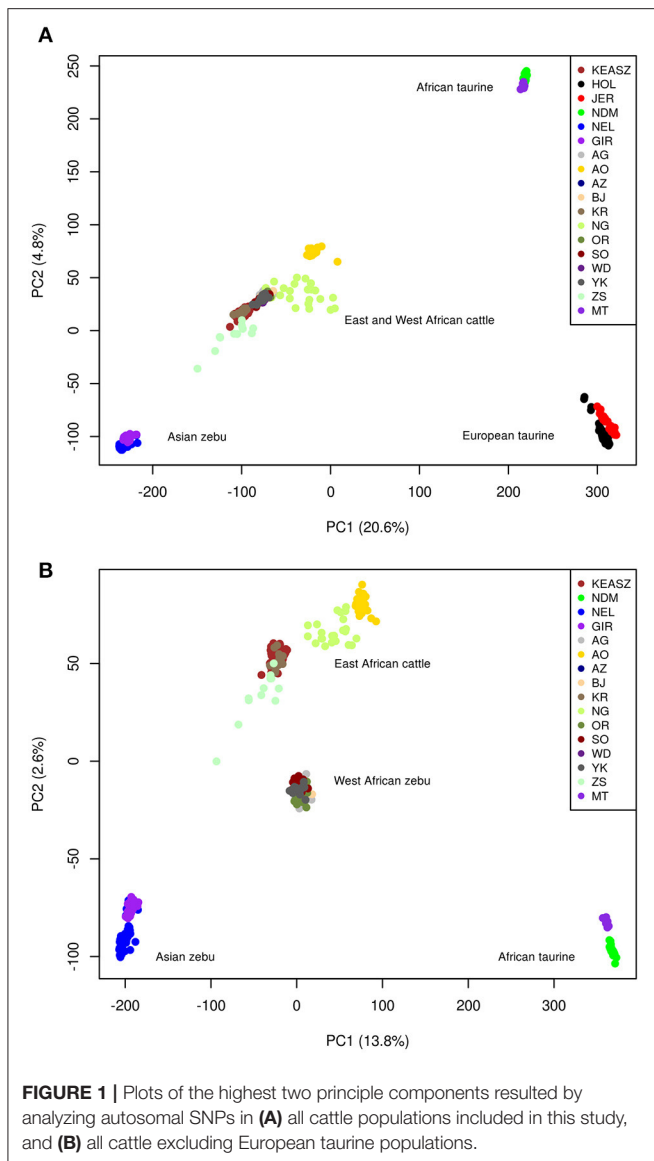 A
250
200
150
100
50
0
-50
-100
PC2 (4.8%)
African taurine
East and West African cattle
Asian zebu
European taurine
KEASZ
HOL
JER
NDM
NEL
GIR
AG
AO
AZ
BJ
KR
NG
OR
SO
WD
YK
ZS
MT
-200 -100 0 100 200 300
PC1 (20.6%)
B
50
0
-50
-100
PC2 (2.6%)
East African cattle
West African zebu
Asian zebu
African taurine
KEASZ
NDM
NEL
GIR
AG
AO
AZ
BJ
KR
NG
OR
SO
WD
YK
ZS
MT
-200 -100 0 100 200 300
PC1 (13.8%)
FIGURE 1 | Plots of the highest two principle components resulted by
analyzing autosomal SNPs in (A) all cattle populations included in this study,
and (B) all cattle excluding European taurine populations.